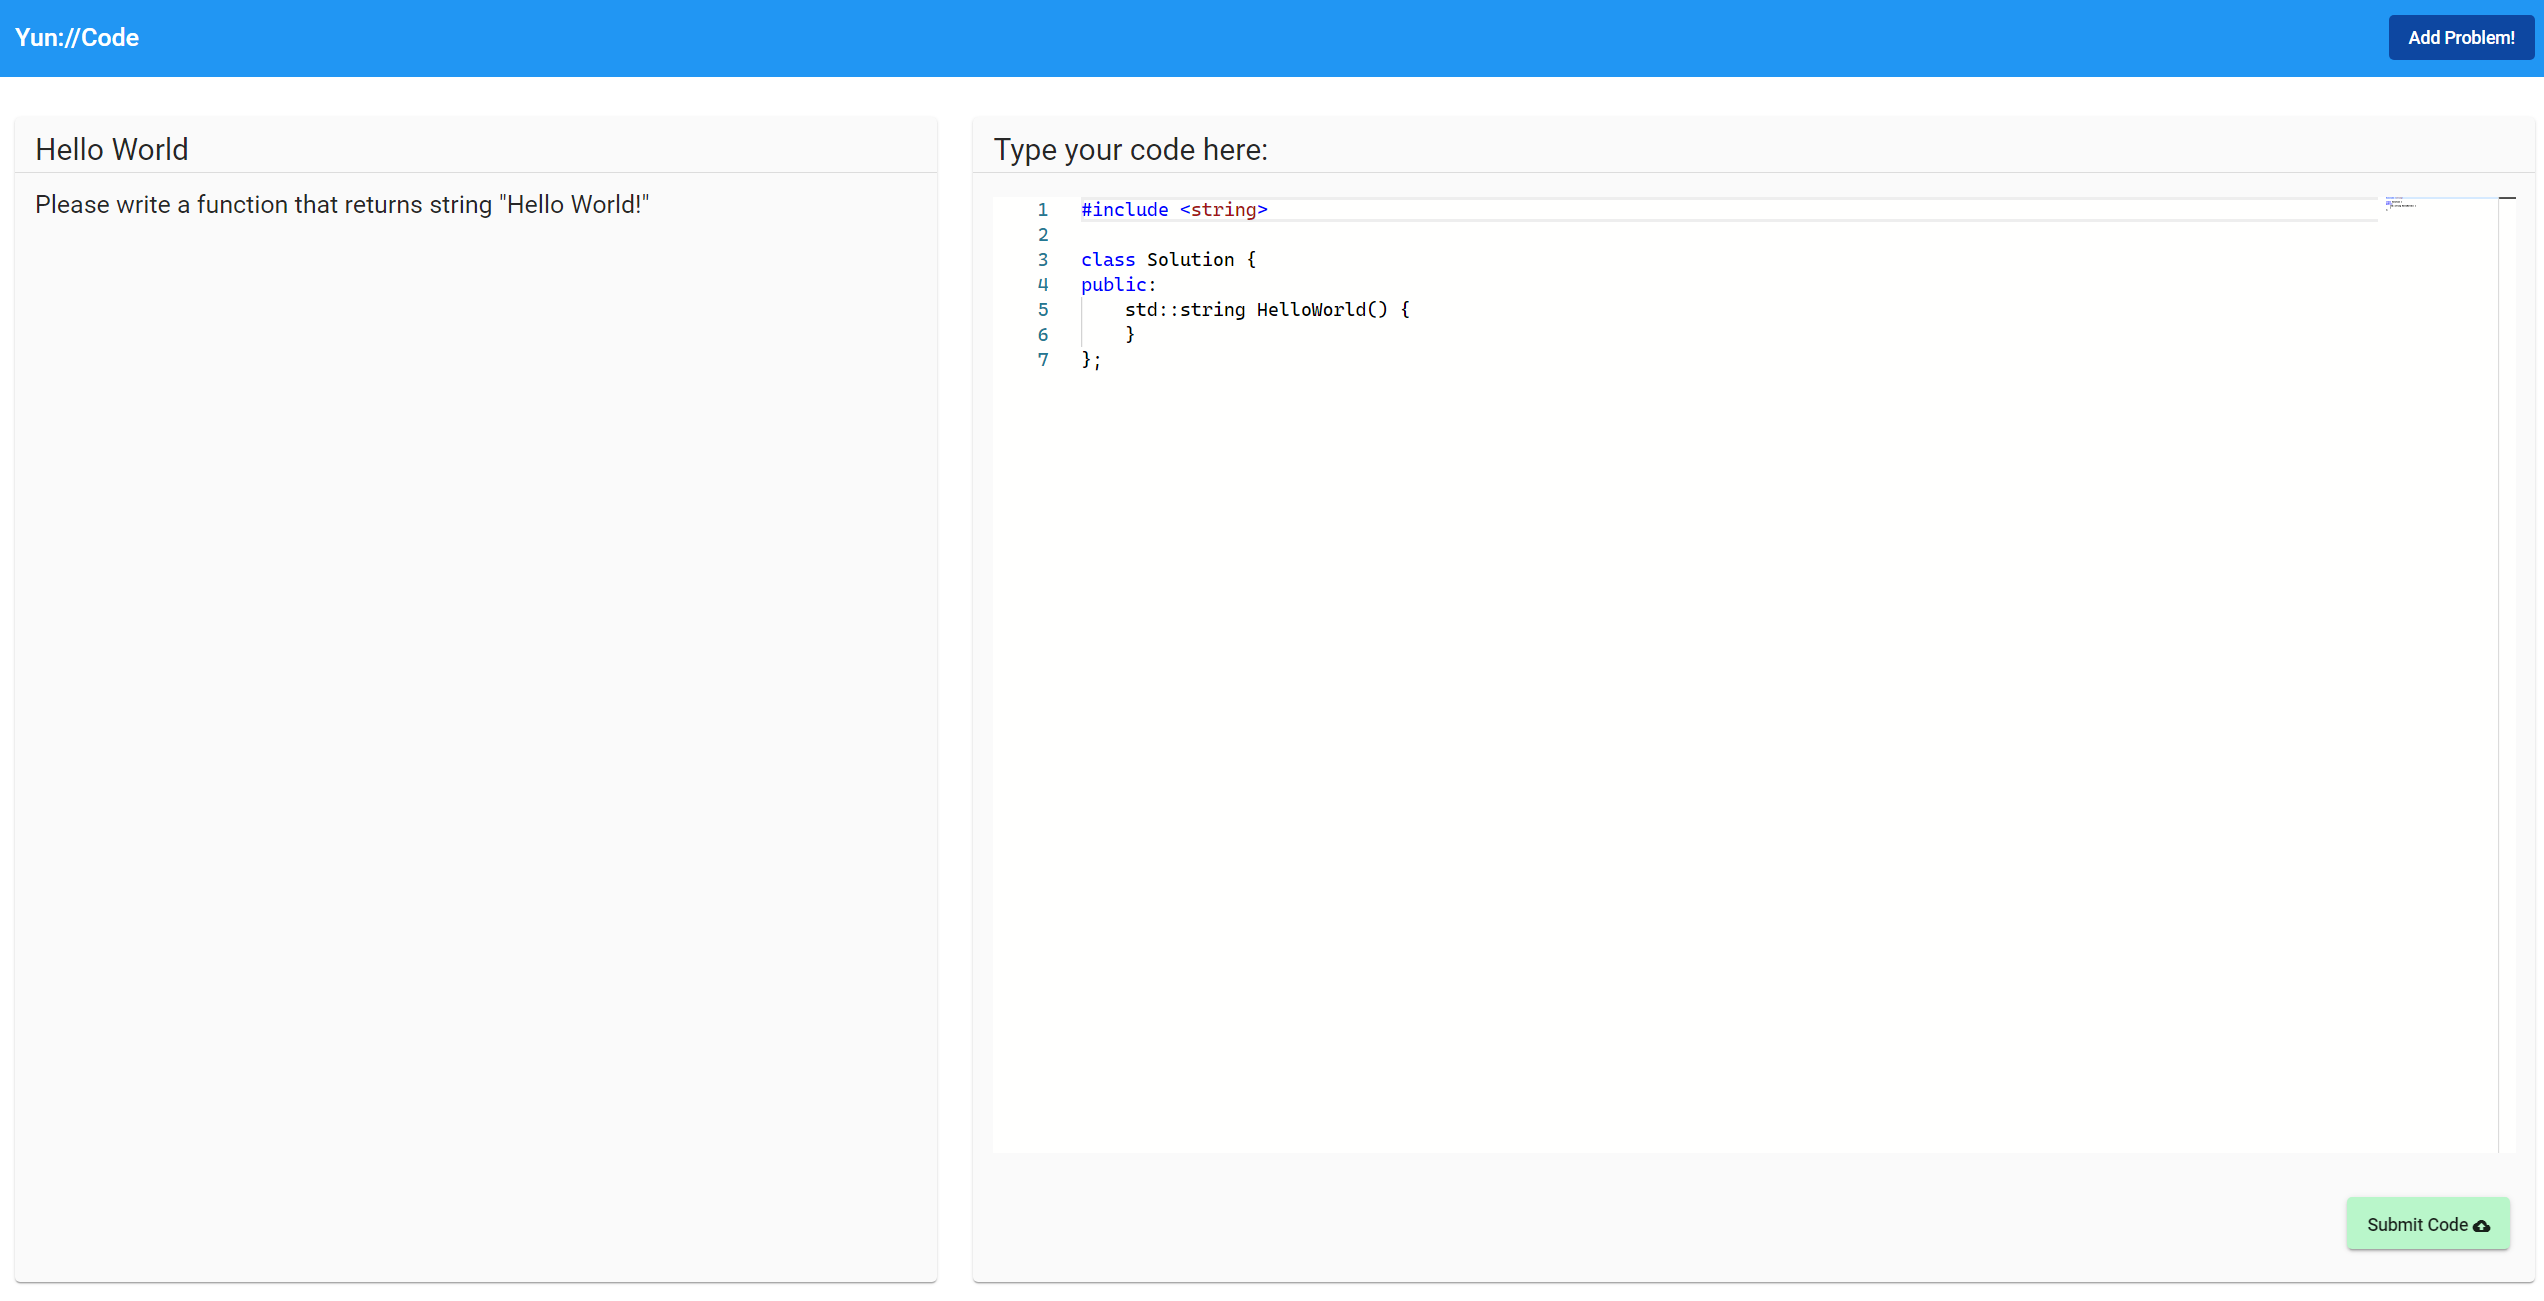 Yun://Code
Add Problem!
Hello World
Please write a function that returns string "Hello World!"
Type your code here:
1 #include <string>
2
3 class Solution {
4 public:
5     std::string HelloWorld() {
6     }
7 };
Submit Code